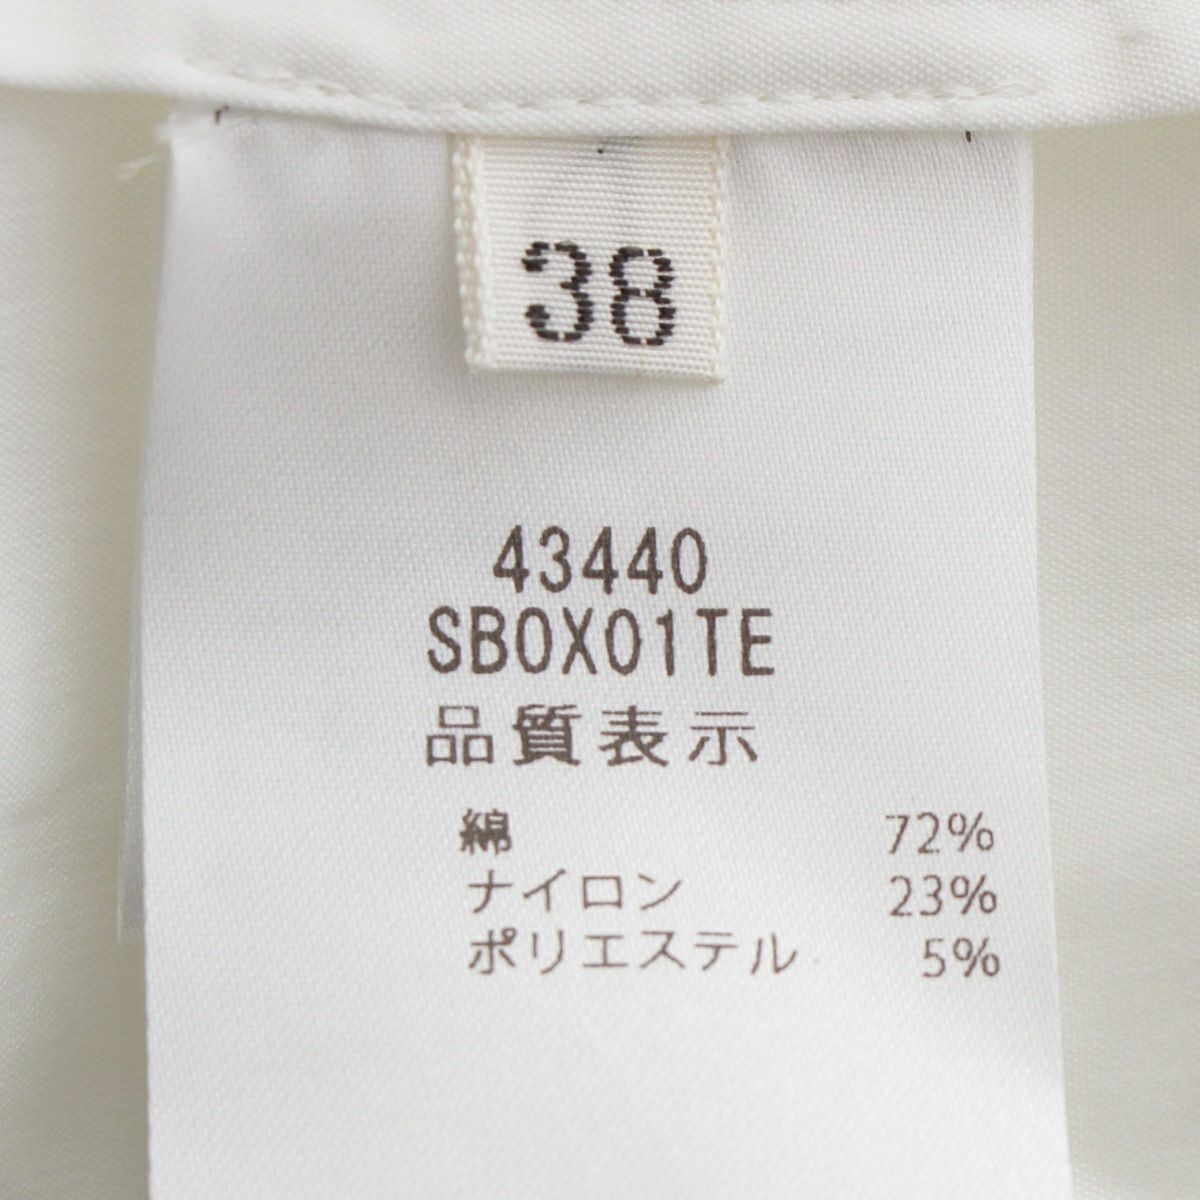 38
43440
SBOX01TE
品質表示
綿 72%
ナイロン 23%
ポリエステル 5%